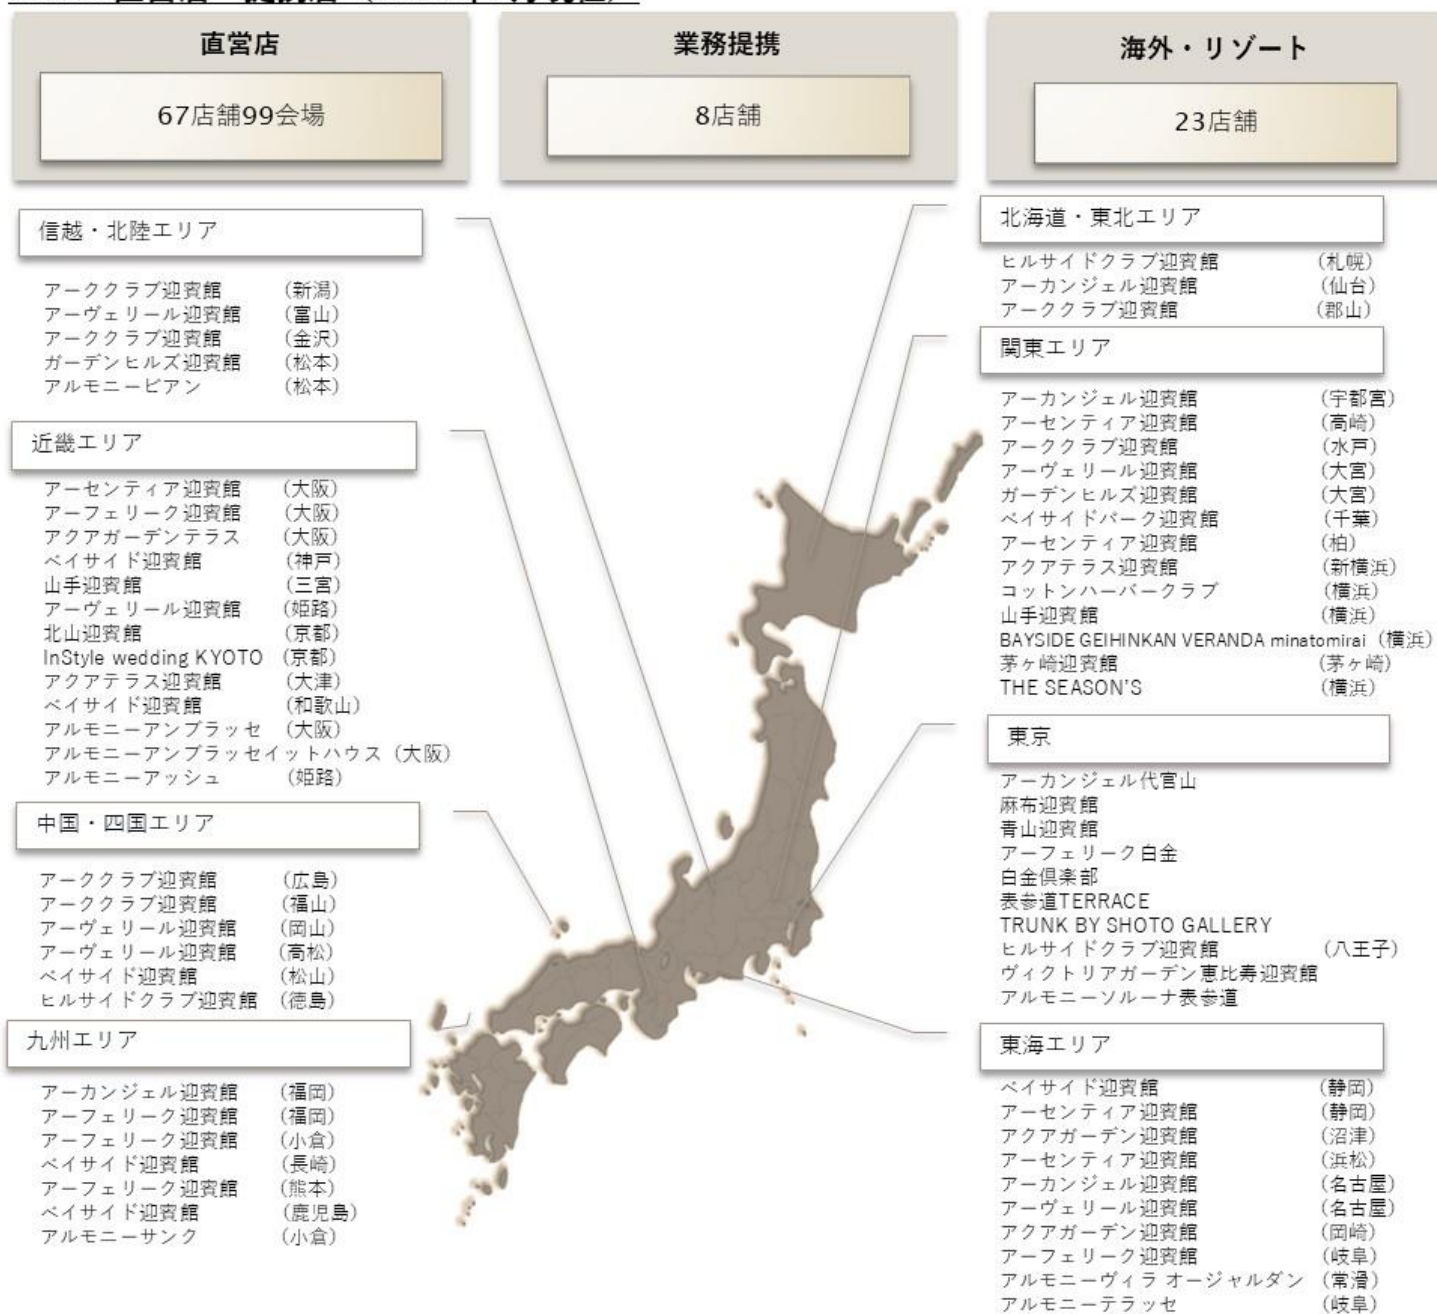 直営店
67店舗99会場
業務提携
8店舗
海外・リゾート
23店舗
信越・北陸エリア
アーククラブ迎賓館 (新潟)
アーヴェリール迎賓館 (富山)
アーククラブ迎賓館 (金沢)
ガーデンヒルズ迎賓館 (松本)
アルモニービアン (松本)
近畿エリア
アーセンティア迎賓館 (大阪)
アーフェリーク迎賓館 (大阪)
アクアガーデンテラス (大阪)
ベイサイド迎賓館 (神戸)
山手迎賓館 (三宮)
アーヴェリール迎賓館 (姫路)
北山迎賓館 (京都)
InStyle wedding KYOTO (京都)
アクアテラス迎賓館 (大津)
ベイサイド迎賓館 (和歌山)
アルモニーアンブラッセ (大阪)
アルモニーアンブラッセイットハウス (大阪)
アルモニーアッシュ (姫路)
中国・四国エリア
アーククラブ迎賓館 (広島)
アーククラブ迎賓館 (福山)
アーヴェリール迎賓館 (岡山)
アーヴェリール迎賓館 (高松)
ベイサイド迎賓館 (松山)
ヒルサイドクラブ迎賓館 (徳島)
九州エリア
アーカンジェル迎賓館 (福岡)
アーフェリーク迎賓館 (福岡)
アーフェリーク迎賓館 (小倉)
ベイサイド迎賓館 (長崎)
アーフェリーク迎賓館 (熊本)
ベイサイド迎賓館 (鹿児島)
アルモニーサンク (小倉)
北海道・東北エリア
ヒルサイドクラブ迎賓館 (札幌)
アーカンジェル迎賓館 (仙台)
アーククラブ迎賓館 (郡山)
関東エリア
アーカンジェル迎賓館 (宇都宮)
アーセンティア迎賓館 (高崎)
アーククラブ迎賓館 (水戸)
アーヴェリール迎賓館 (大宮)
ガーデンヒルズ迎賓館 (大宮)
ベイサイドパーク迎賓館 (千葉)
アーセンティア迎賓館 (柏)
アクアテラス迎賓館 (新横浜)
コットンハーバークラブ (横浜)
山手迎賓館 (横浜)
BAYSIDE GEIHINKAN VERANDA minatomirai (横浜)
茅ヶ崎迎賓館 (茅ヶ崎)
THE SEASON'S (横浜)
東京
アーカンジェル代官山
麻布迎賓館
青山迎賓館
アーフェリーク白金
白金倶楽部
表参道TERRACE
TRUNK BY SHOTO GALLERY
ヒルサイドクラブ迎賓館 (八王子)
ヴィクトリアガーデン恵比寿迎賓館
アルモニーソルーナ表参道
東海エリア
ベイサイド迎賓館 (静岡)
アーセンティア迎賓館 (静岡)
アクアガーデン迎賓館 (沼津)
アーセンティア迎賓館 (浜松)
アーカンジェル迎賓館 (名古屋)
アーヴェリール迎賓館 (名古屋)
アクアガーデン迎賓館 (岡崎)
アーフェリーク迎賓館 (岐阜)
アルモニーヴィラ オージャルダン (常滑)
アルモニーテラッセ (岐阜)